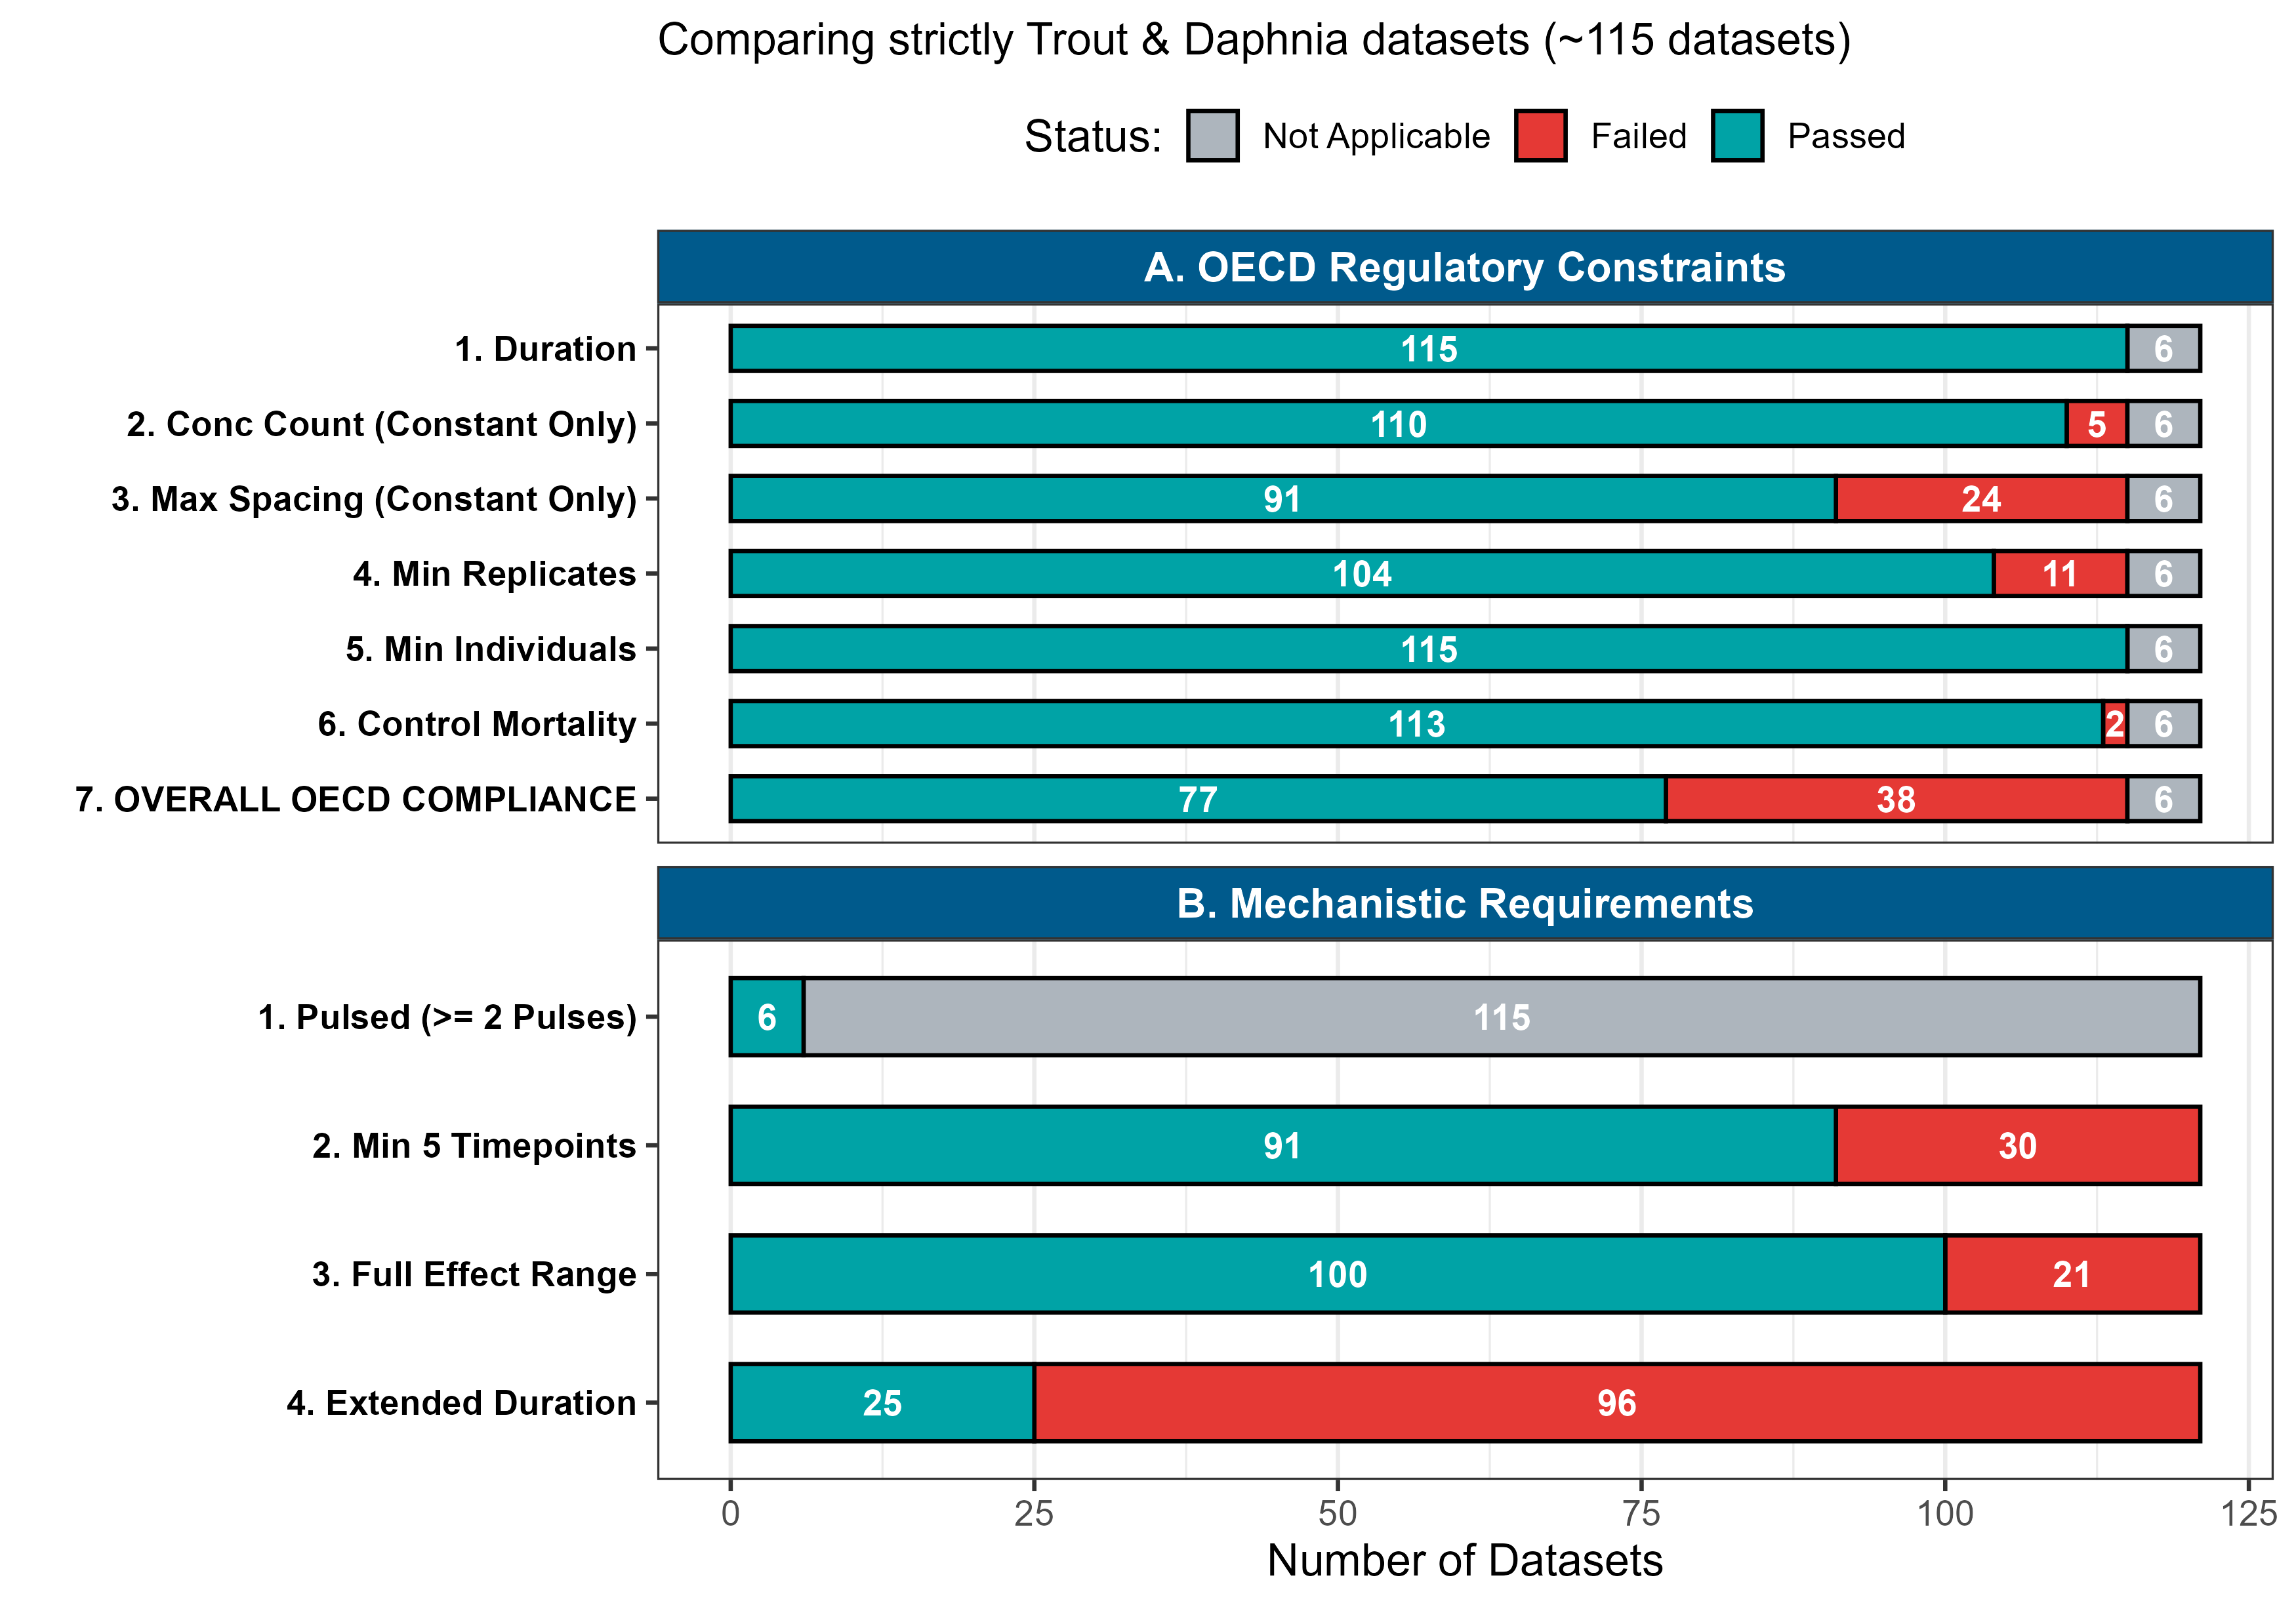 Comparing strictly Trout & Daphnia datasets (~115 datasets)
Status: Not Applicable Failed Passed
A. OECD Regulatory Constraints
1. Duration 115 6
2. Conc Count (Constant Only) 110 5 6
3. Max Spacing (Constant Only) 91 24 6
4. Min Replicates 104 11 6
5. Min Individuals 115 6
6. Control Mortality 113 2 6
7. OVERALL OECD COMPLIANCE 77 38 6
B. Mechanistic Requirements
1. Pulsed (>= 2 Pulses) 6 115
2. Min 5 Timepoints 91 30
3. Full Effect Range 100 21
4. Extended Duration 25 96
0 25 50 75 100 125
Number of Datasets